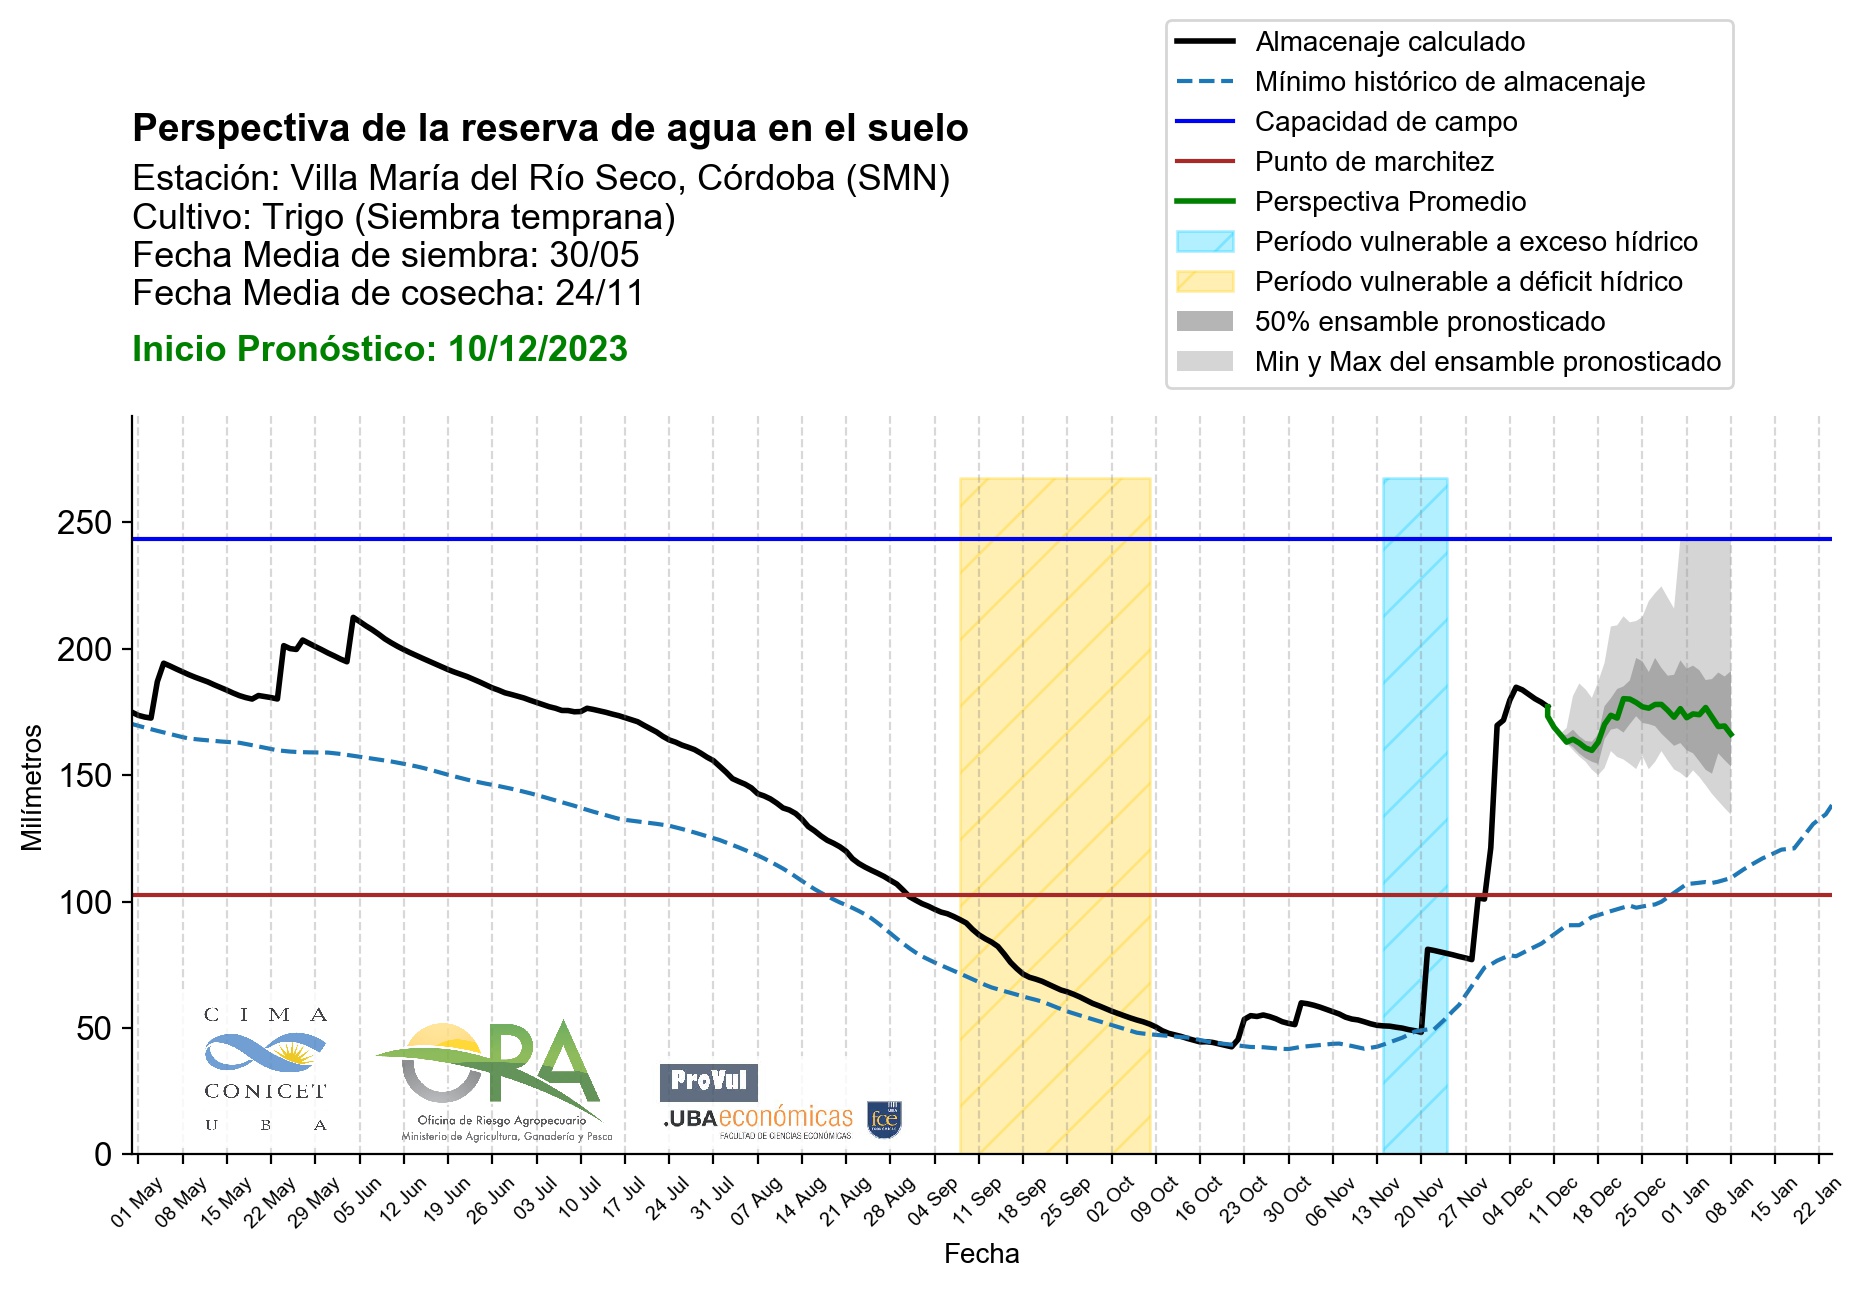 Perspectiva de la reserva de agua en el suelo
Estación: Villa María del Río Seco, Córdoba (SMN)
Cultivo: Trigo (Siembra temprana)
Fecha Media de siembra: 30/05
Fecha Media de cosecha: 24/11
Inicio Pronóstico: 10/12/2023
Almacenaje calculado
Mínimo histórico de almacenaje
Capacidad de campo
Punto de marchitez
Perspectiva Promedio
Período vulnerable a exceso hídrico
Período vulnerable a déficit hídrico
50% ensamble pronosticado
Min y Max del ensamble pronosticado
Milímetros
250
200
150
100
50
0
CIMA
CONICET
UBA
ORA
Oficina de Riesgo Agropecuario
Ministerio de Agricultura, Ganadería y Pesca
ProVul
.UBAeconómicas
FACULTAD DE CIENCIAS ECONÓMICAS
fce
01 May
08 May
15 May
22 May
29 May
05 Jun
12 Jun
19 Jun
26 Jun
03 Jul
10 Jul
17 Jul
24 Jul
31 Jul
07 Aug
14 Aug
21 Aug
28 Aug
04 Sep
11 Sep
18 Sep
25 Sep
02 Oct
09 Oct
16 Oct
23 Oct
30 Oct
06 Nov
13 Nov
20 Nov
27 Nov
04 Dec
11 Dec
18 Dec
25 Dec
01 Jan
08 Jan
15 Jan
22 Jan
Fecha